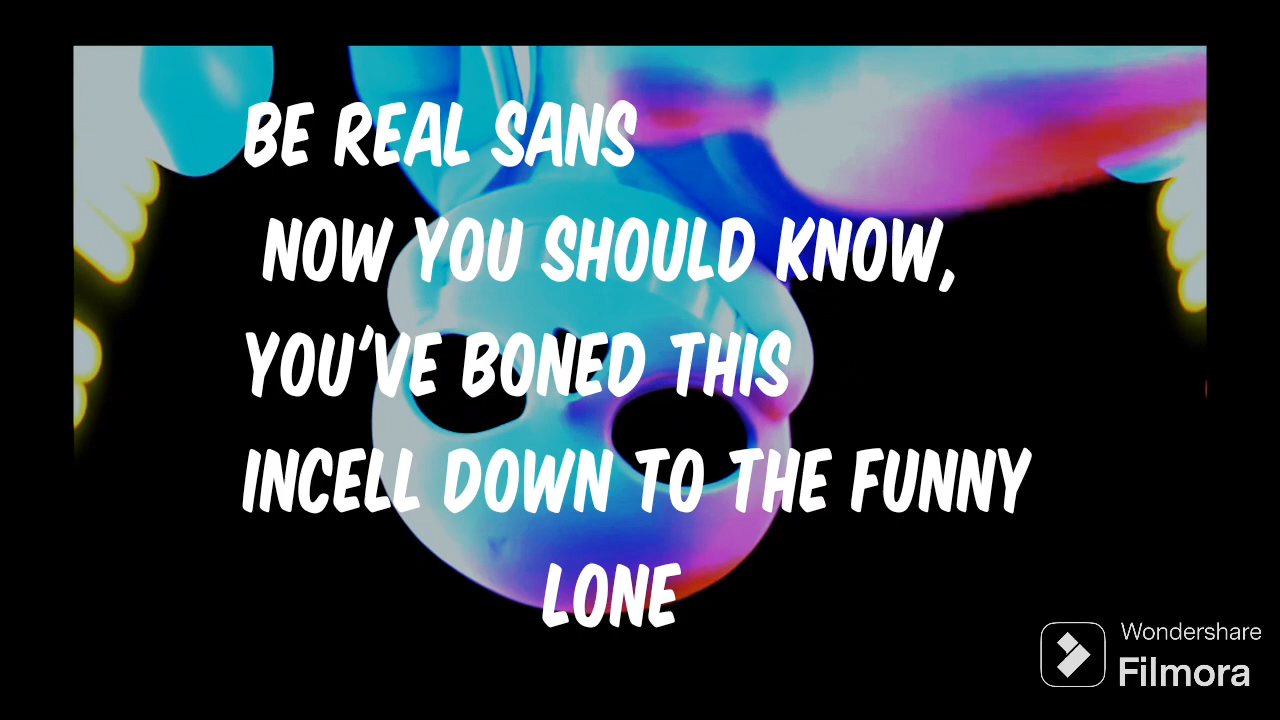 BE REAL SANS
NOW YOU SHOULD KNOW,
YOU'VE BONED THIS
INCELL DOWN TO THE FUNNY
LONE
Wondershare
Filmora